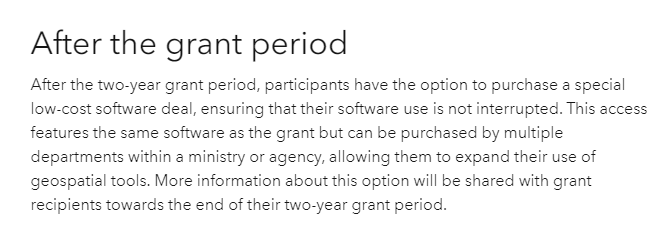 After the grant period
After the two-year grant period, participants have the option to purchase a special
low-cost software deal, ensuring that their software use is not interrupted. This access
features the same software as the grant but can be purchased by multiple
departments within a ministry or agency, allowing them to expand their use of
geospatial tools. More information about this option will be shared with grant
recipients towards the end of their two-year grant period.